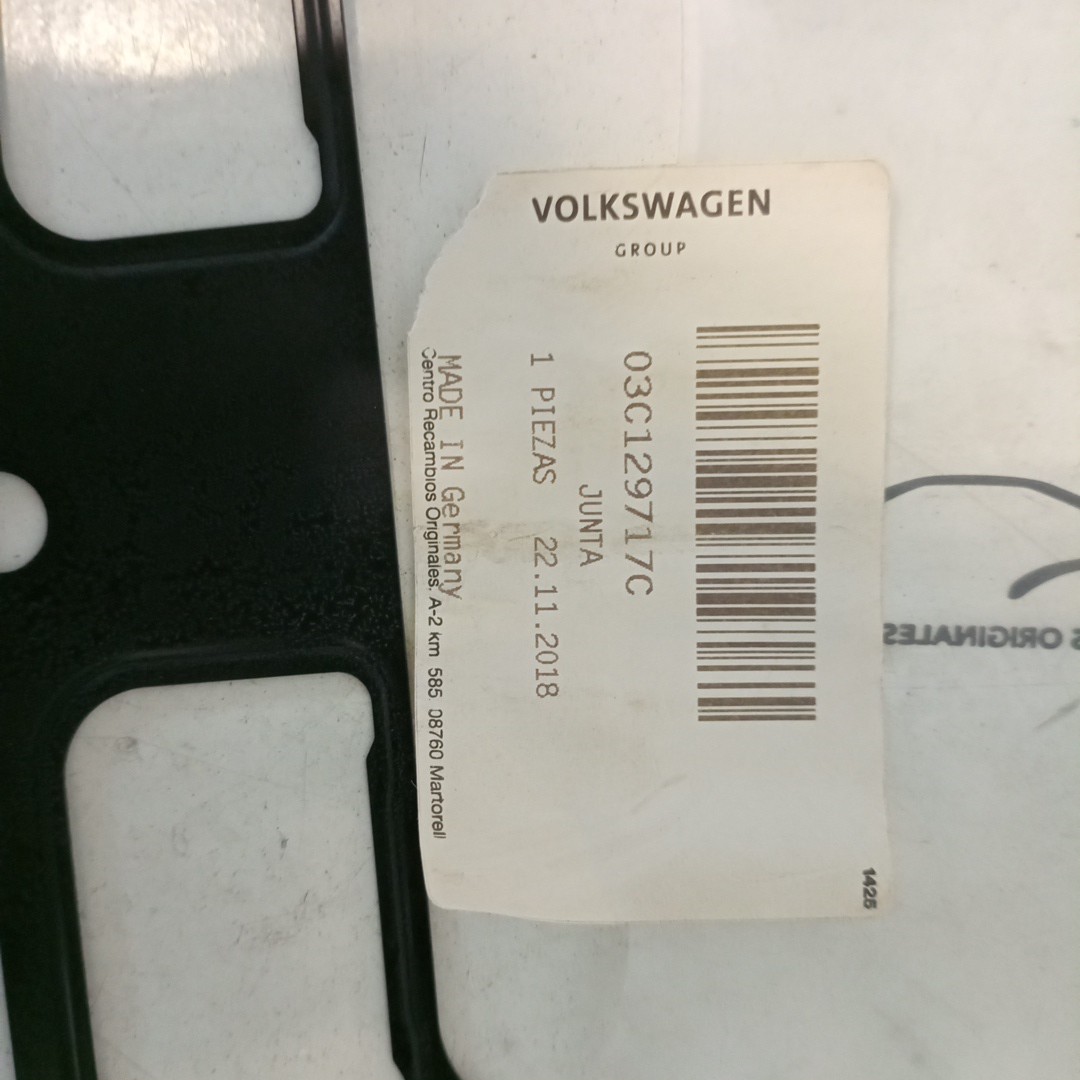 VOLKSWAGEN
GROUP
03C129717C
JUNTA
1 PIEZAS 22.11.2018
MADE IN Germany
Centro Recambios Originales. A-2 km 585 08760 Martorell
1425
S ORIGINALES